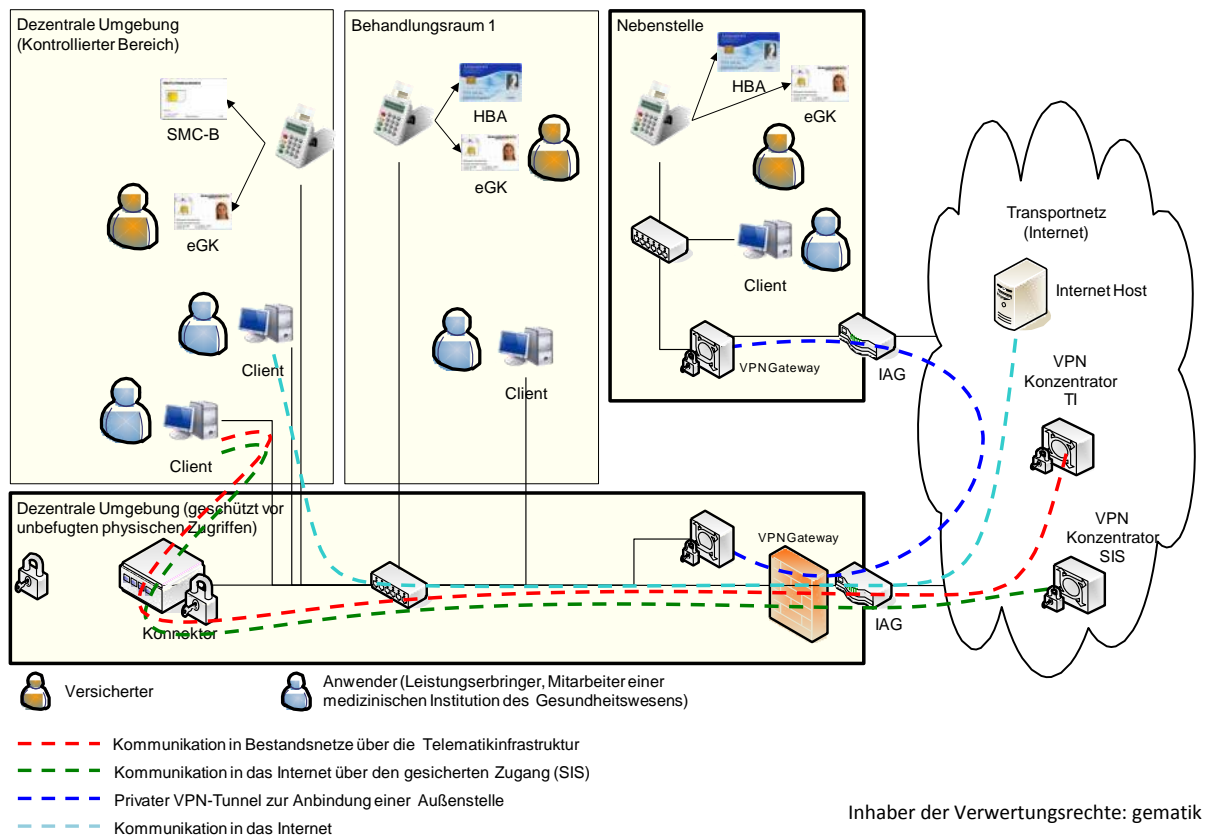 Dezentrale Umgebung
(Kontrollierter Bereich)
SMC-B
eGK
Client
Client
Behandlungsraum 1
HBA
eGK
Client
Nebenstelle
HBA
eGK
Client
VPN Gateway
IAG
Transportnetz
(Internet)
Internet Host
VPN
Konzentrator
TI
VPN
Konzentrator
SIS
Dezentrale Umgebung (geschützt vor
unbefugten physischen Zugriffen)
Konnektor
VPN Gateway
IAG
Versicherter
Anwender (Leistungserbringer, Mitarbeiter einer
medizinischen Institution des Gesundheitswesens)
Kommunikation in Bestandsnetze über die Telematikinfrastruktur
Kommunikation in das Internet über den gesicherten Zugang (SIS)
Privater VPN-Tunnel zur Anbindung einer Außenstelle
Kommunikation in das Internet
Inhaber der Verwertungsrechte: gematik